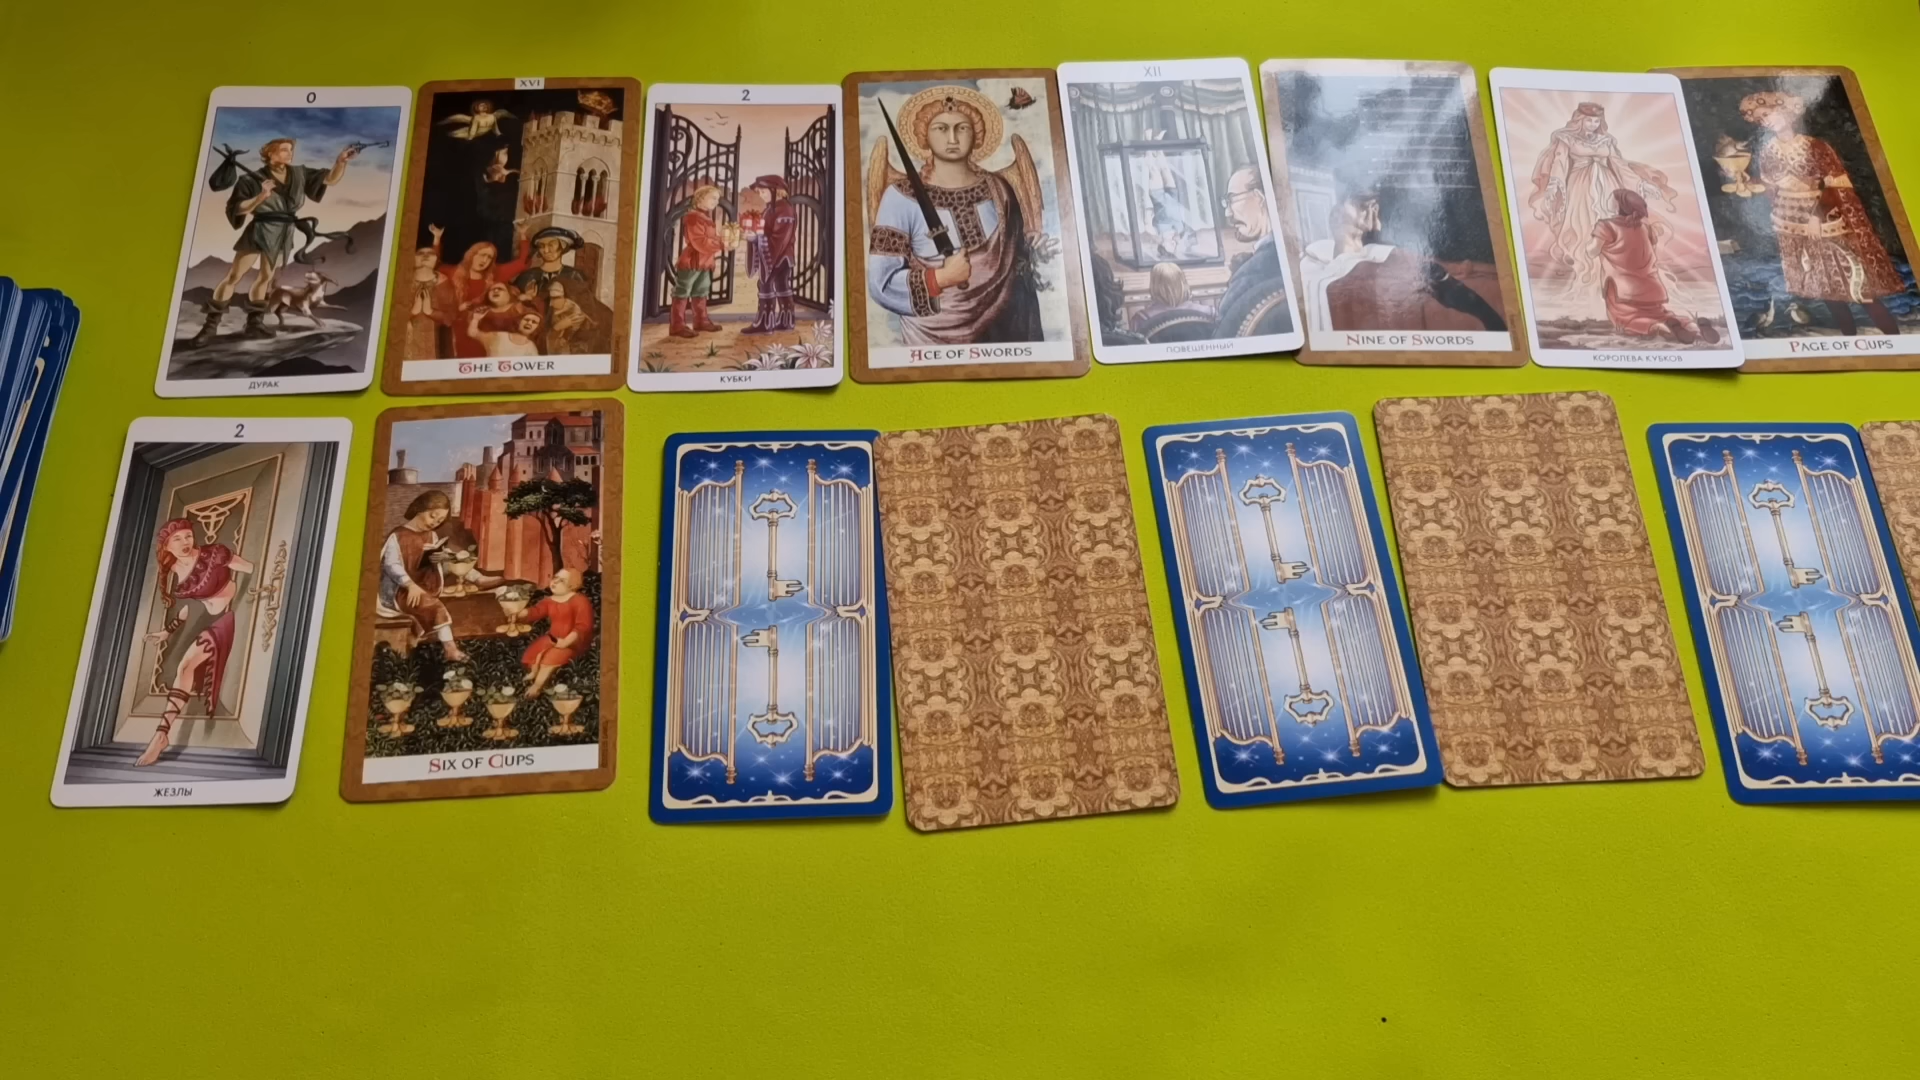 0
ДУРАК
XVI
THE TOWER
2
КУБКИ
ACE OF SWORDS
XII
ПОВЕШЕННЫЙ
NINE OF SWORDS
КОРОЛЕВА КУБКОВ
PAGE OF CUPS
2
ЖЕЗЛЫ
SIX OF CUPS